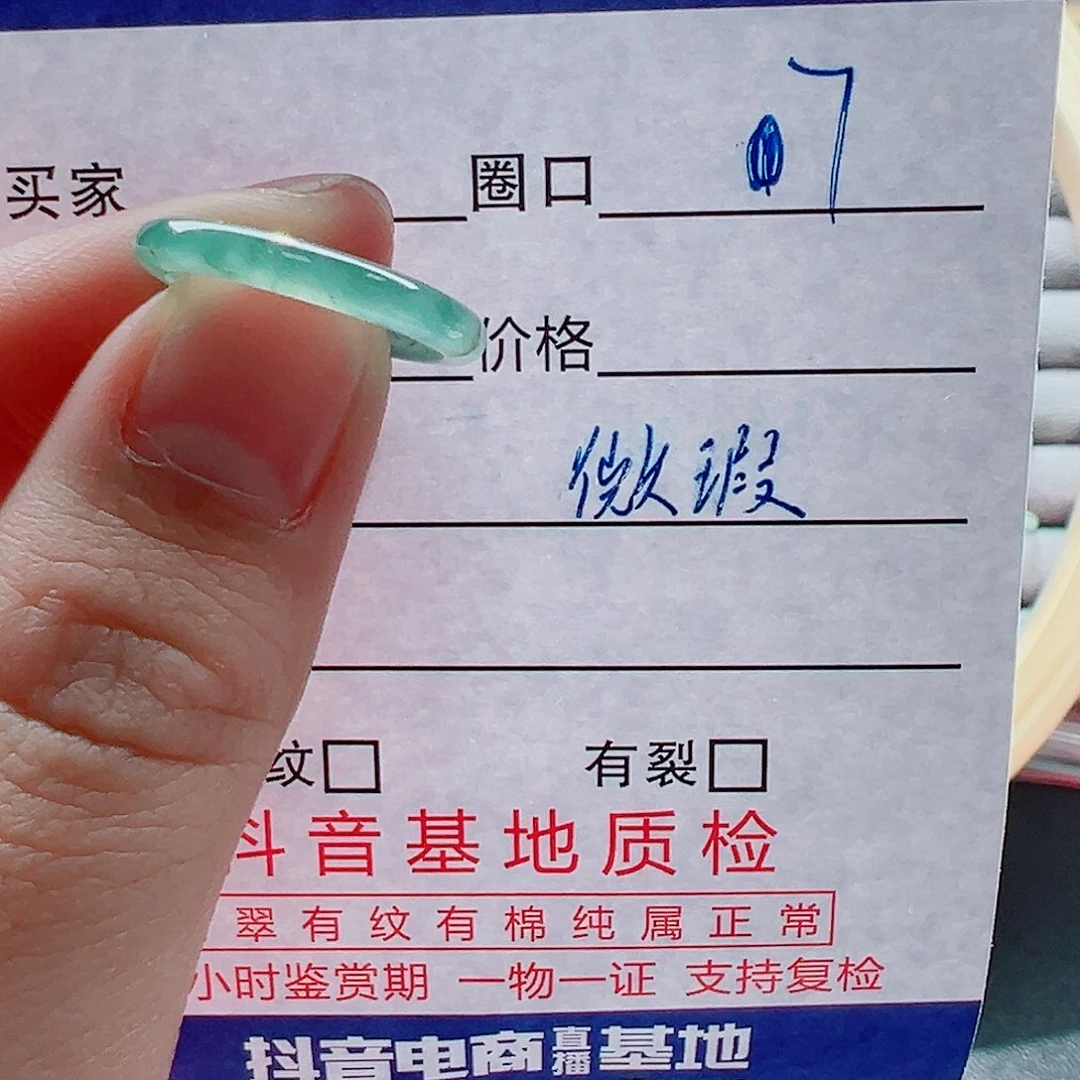 买家 圈口 17
价格
微瑕
纹□ 有裂□
抖音基地质检
翠有纹有棉纯属正常
小时鉴赏期 一物一证 支持复检
抖音电商直播基地